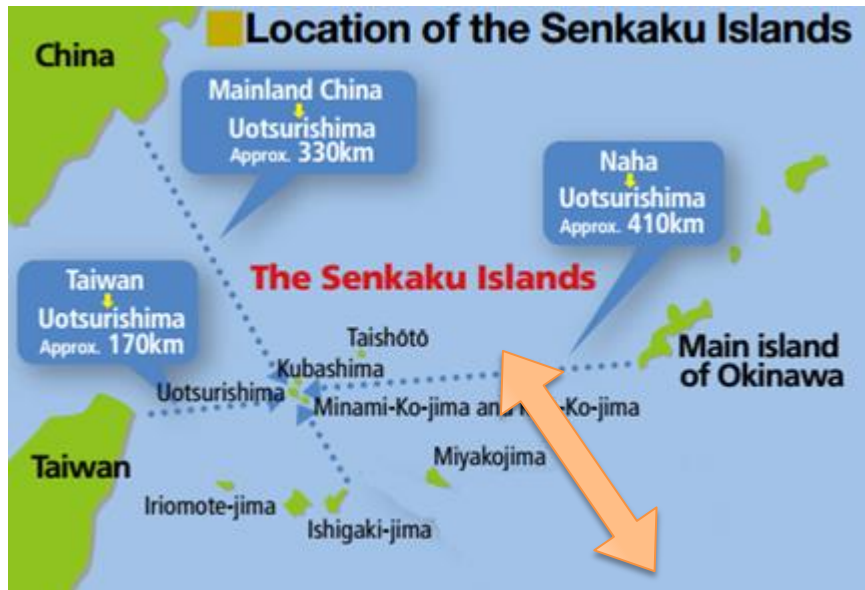 Location of the Senkaku Islands
China
Mainland China
Uotsurishima
Approx. 330km
Naha
Uotsurishima
Approx. 410km
Taiwan
Uotsurishima
Approx. 170km
The Senkaku Islands
Taishōtō
Kubashima
Uotsurishima
Minami-Ko-jima and Ko-jima
Main island
of Okinawa
Miyakojima
Taiwan
Iriomote-jima
Ishigaki-jima